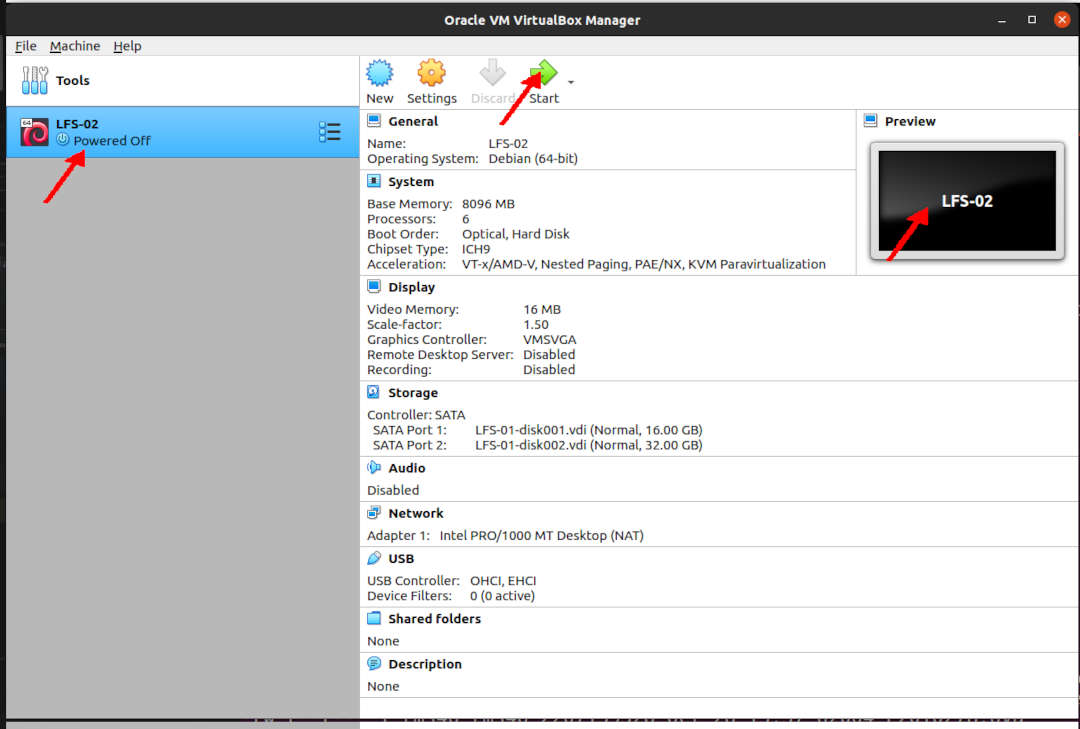 Oracle VM VirtualBox Manager
File Machine Help
Tools
New Settings Discard Start
64
LFS-02
Powered Off
General
Name: LFS-02
Operating System: Debian (64-bit)
Preview
LFS-02
System
Base Memory: 8096 MB
Processors: 6
Boot Order: Optical, Hard Disk
Chipset Type: ICH9
Acceleration: VT-x/AMD-V, Nested Paging, PAE/NX, KVM Paravirtualization
Display
Video Memory: 16 MB
Scale-factor: 1.50
Graphics Controller: VMSVGA
Remote Desktop Server: Disabled
Recording: Disabled
Storage
Controller: SATA
SATA Port 1: LFS-01-disk001.vdi (Normal, 16.00 GB)
SATA Port 2: LFS-01-disk002.vdi (Normal, 32.00 GB)
Audio
Disabled
Network
Adapter 1: Intel PRO/1000 MT Desktop (NAT)
USB
USB Controller: OHCI, EHCI
Device Filters: 0 (0 active)
Shared folders
None
Description
None